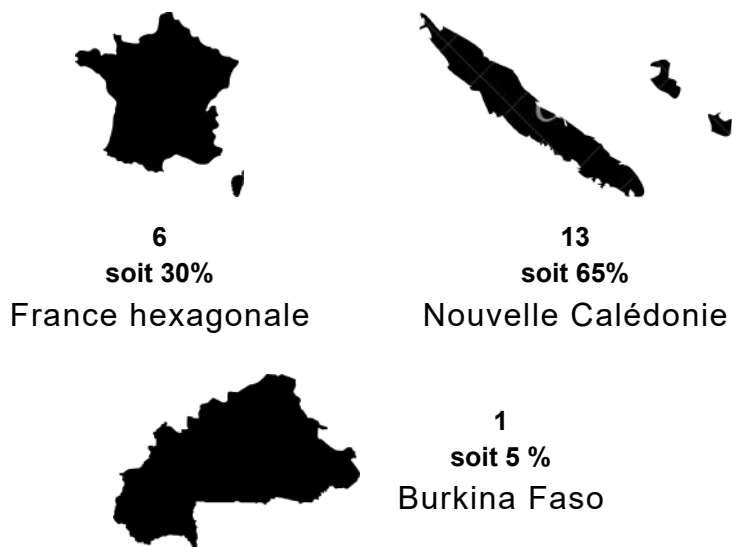 6
soit 30%
France hexagonale
13
soit 65%
Nouvelle Calédonie
1
soit 5 %
Burkina Faso